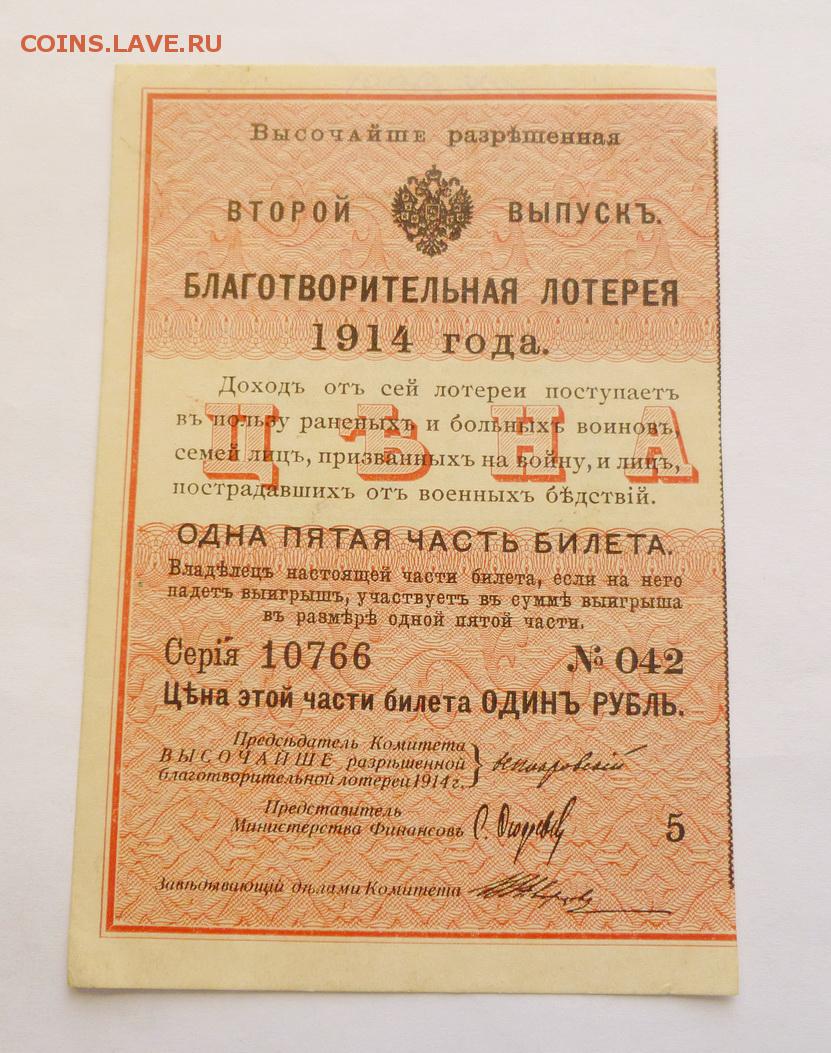 COINS.LAVE.RU
Высочайше разрѣшенная
ВТОРОЙ ВЫПУСКЪ.
БЛАГОТВОРИТЕЛЬНАЯ ЛОТЕРЕЯ
1914 года.
Доходъ отъ сей лотереи поступаетъ
въ пользу раненыхъ и больныхъ воиновъ,
ЦѢНА
семей лицъ, призванныхъ на войну, и лицъ,
пострадавшихъ отъ военныхъ бѣдствій.
ОДНА ПЯТАЯ ЧАСТЬ БИЛЕТА.
Владѣлецъ настоящей части билета, если на него
падетъ выигрышъ, участвуетъ въ суммѣ выигрыша
въ размѣрѣ одной пятой части.
Серія 10766 № 042
Цѣна этой части билета ОДИНЪ РУБЛЬ.
Предсѣдатель Комитета
ВЫСОЧАЙШЕ разрѣшенной
благотворительной лотереи 1914 г.
Представитель
Министерства Финансовъ
5
Завѣдывающій дѣлами Комитета